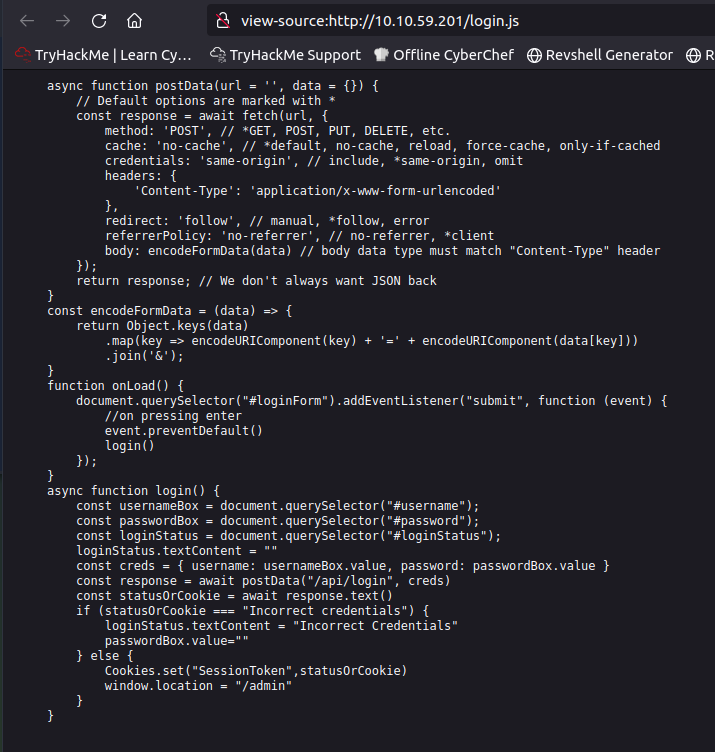 view-source:http://10.10.59.201/login.js
TryHackMe | Learn Cy… TryHackMe Support Offline CyberChef Revshell Generator R
async function postData(url = '', data = {}) {
    // Default options are marked with *
    const response = await fetch(url, {
        method: 'POST', // *GET, POST, PUT, DELETE, etc.
        cache: 'no-cache', // *default, no-cache, reload, force-cache, only-if-cached
        credentials: 'same-origin', // include, *same-origin, omit
        headers: {
            'Content-Type': 'application/x-www-form-urlencoded'
        },
        redirect: 'follow', // manual, *follow, error
        referrerPolicy: 'no-referrer', // no-referrer, *client
        body: encodeFormData(data) // body data type must match "Content-Type" header
    });
    return response; // We don't always want JSON back
}
const encodeFormData = (data) => {
    return Object.keys(data)
        .map(key => encodeURIComponent(key) + '=' + encodeURIComponent(data[key]))
        .join('&');
}
function onLoad() {
    document.querySelector("#loginForm").addEventListener("submit", function (event) {
        //on pressing enter
        event.preventDefault()
        login()
    });
}
async function login() {
    const usernameBox = document.querySelector("#username");
    const passwordBox = document.querySelector("#password");
    const loginStatus = document.querySelector("#loginStatus");
    loginStatus.textContent = ""
    const creds = { username: usernameBox.value, password: passwordBox.value }
    const response = await postData("/api/login", creds)
    const statusOrCookie = await response.text()
    if (statusOrCookie === "Incorrect credentials") {
        loginStatus.textContent = "Incorrect Credentials"
        passwordBox.value=""
    } else {
        Cookies.set("SessionToken",statusOrCookie)
        window.location = "/admin"
    }
}